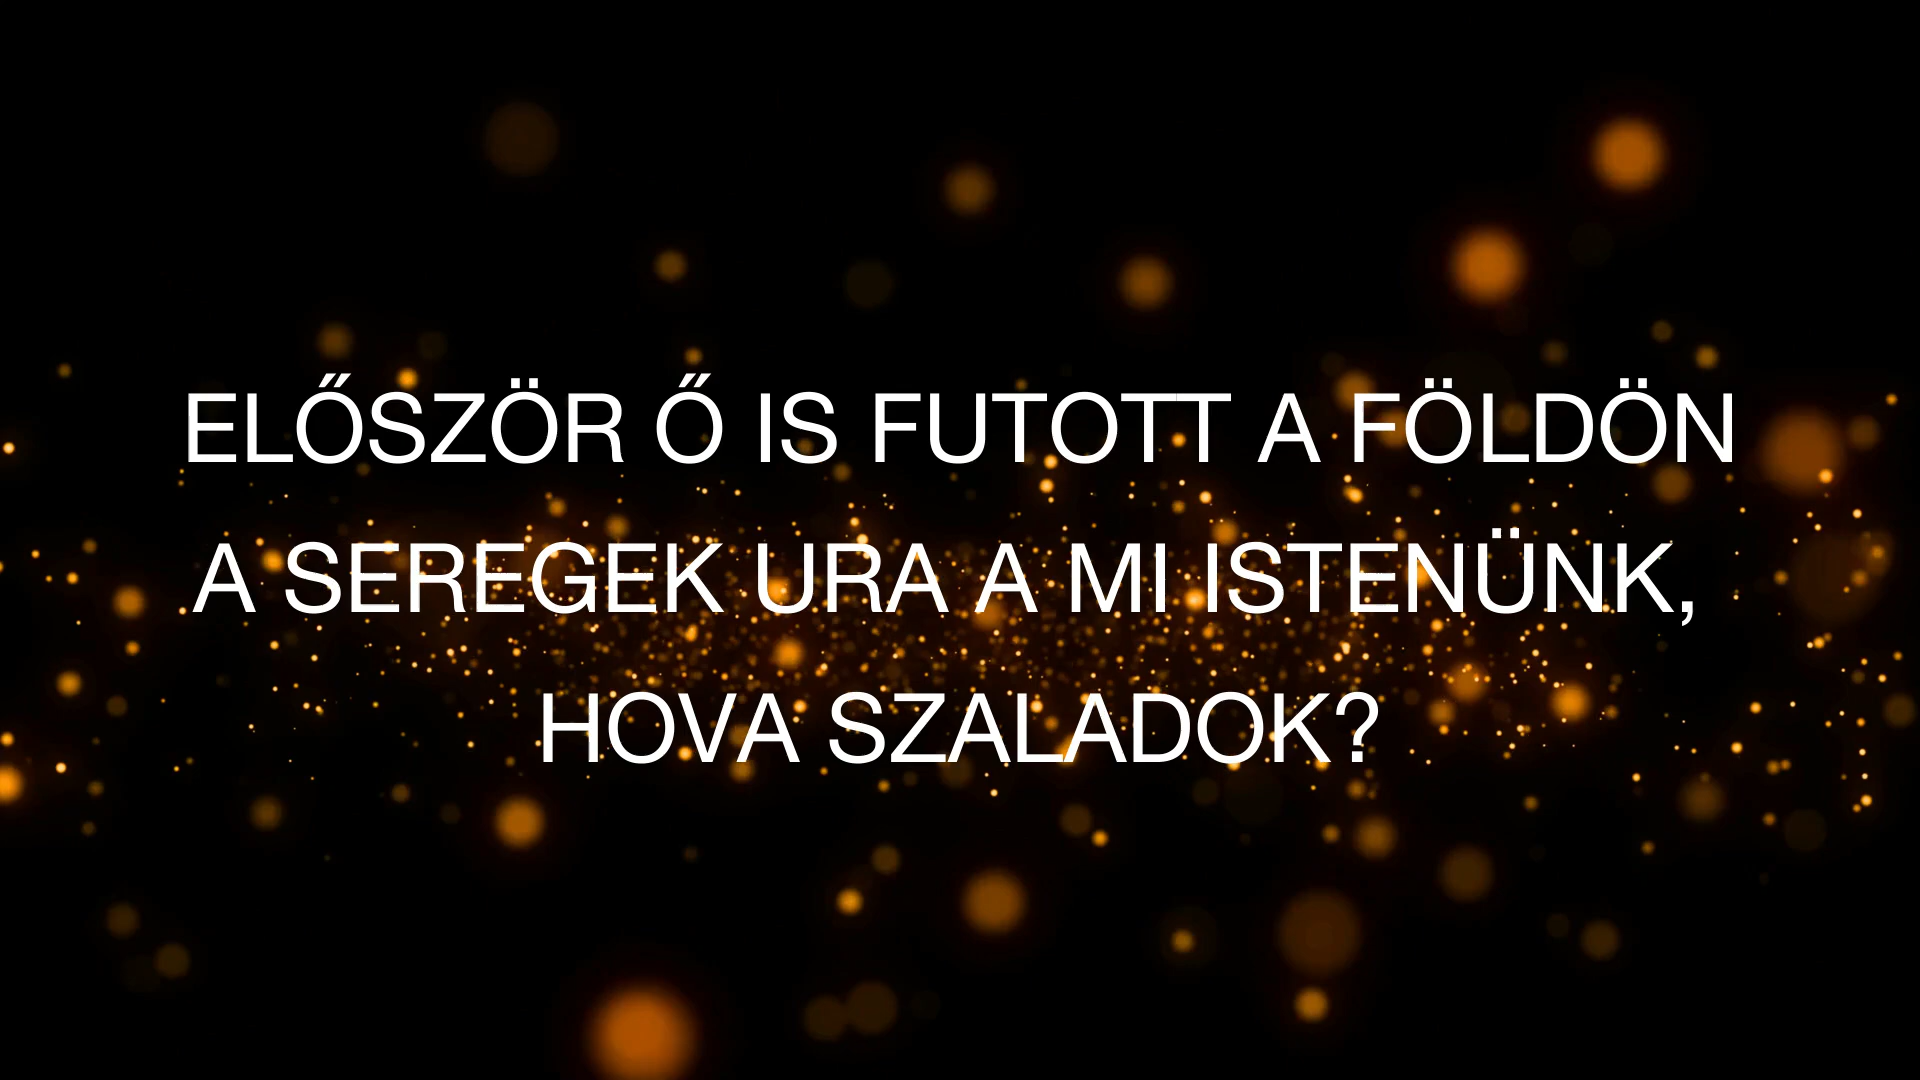 ELŐSZÖR Ő IS FUTOTT A FÖLDÖN
A SEREGEK URA A MI ISTENÜNK,
HOVA SZALADOK?